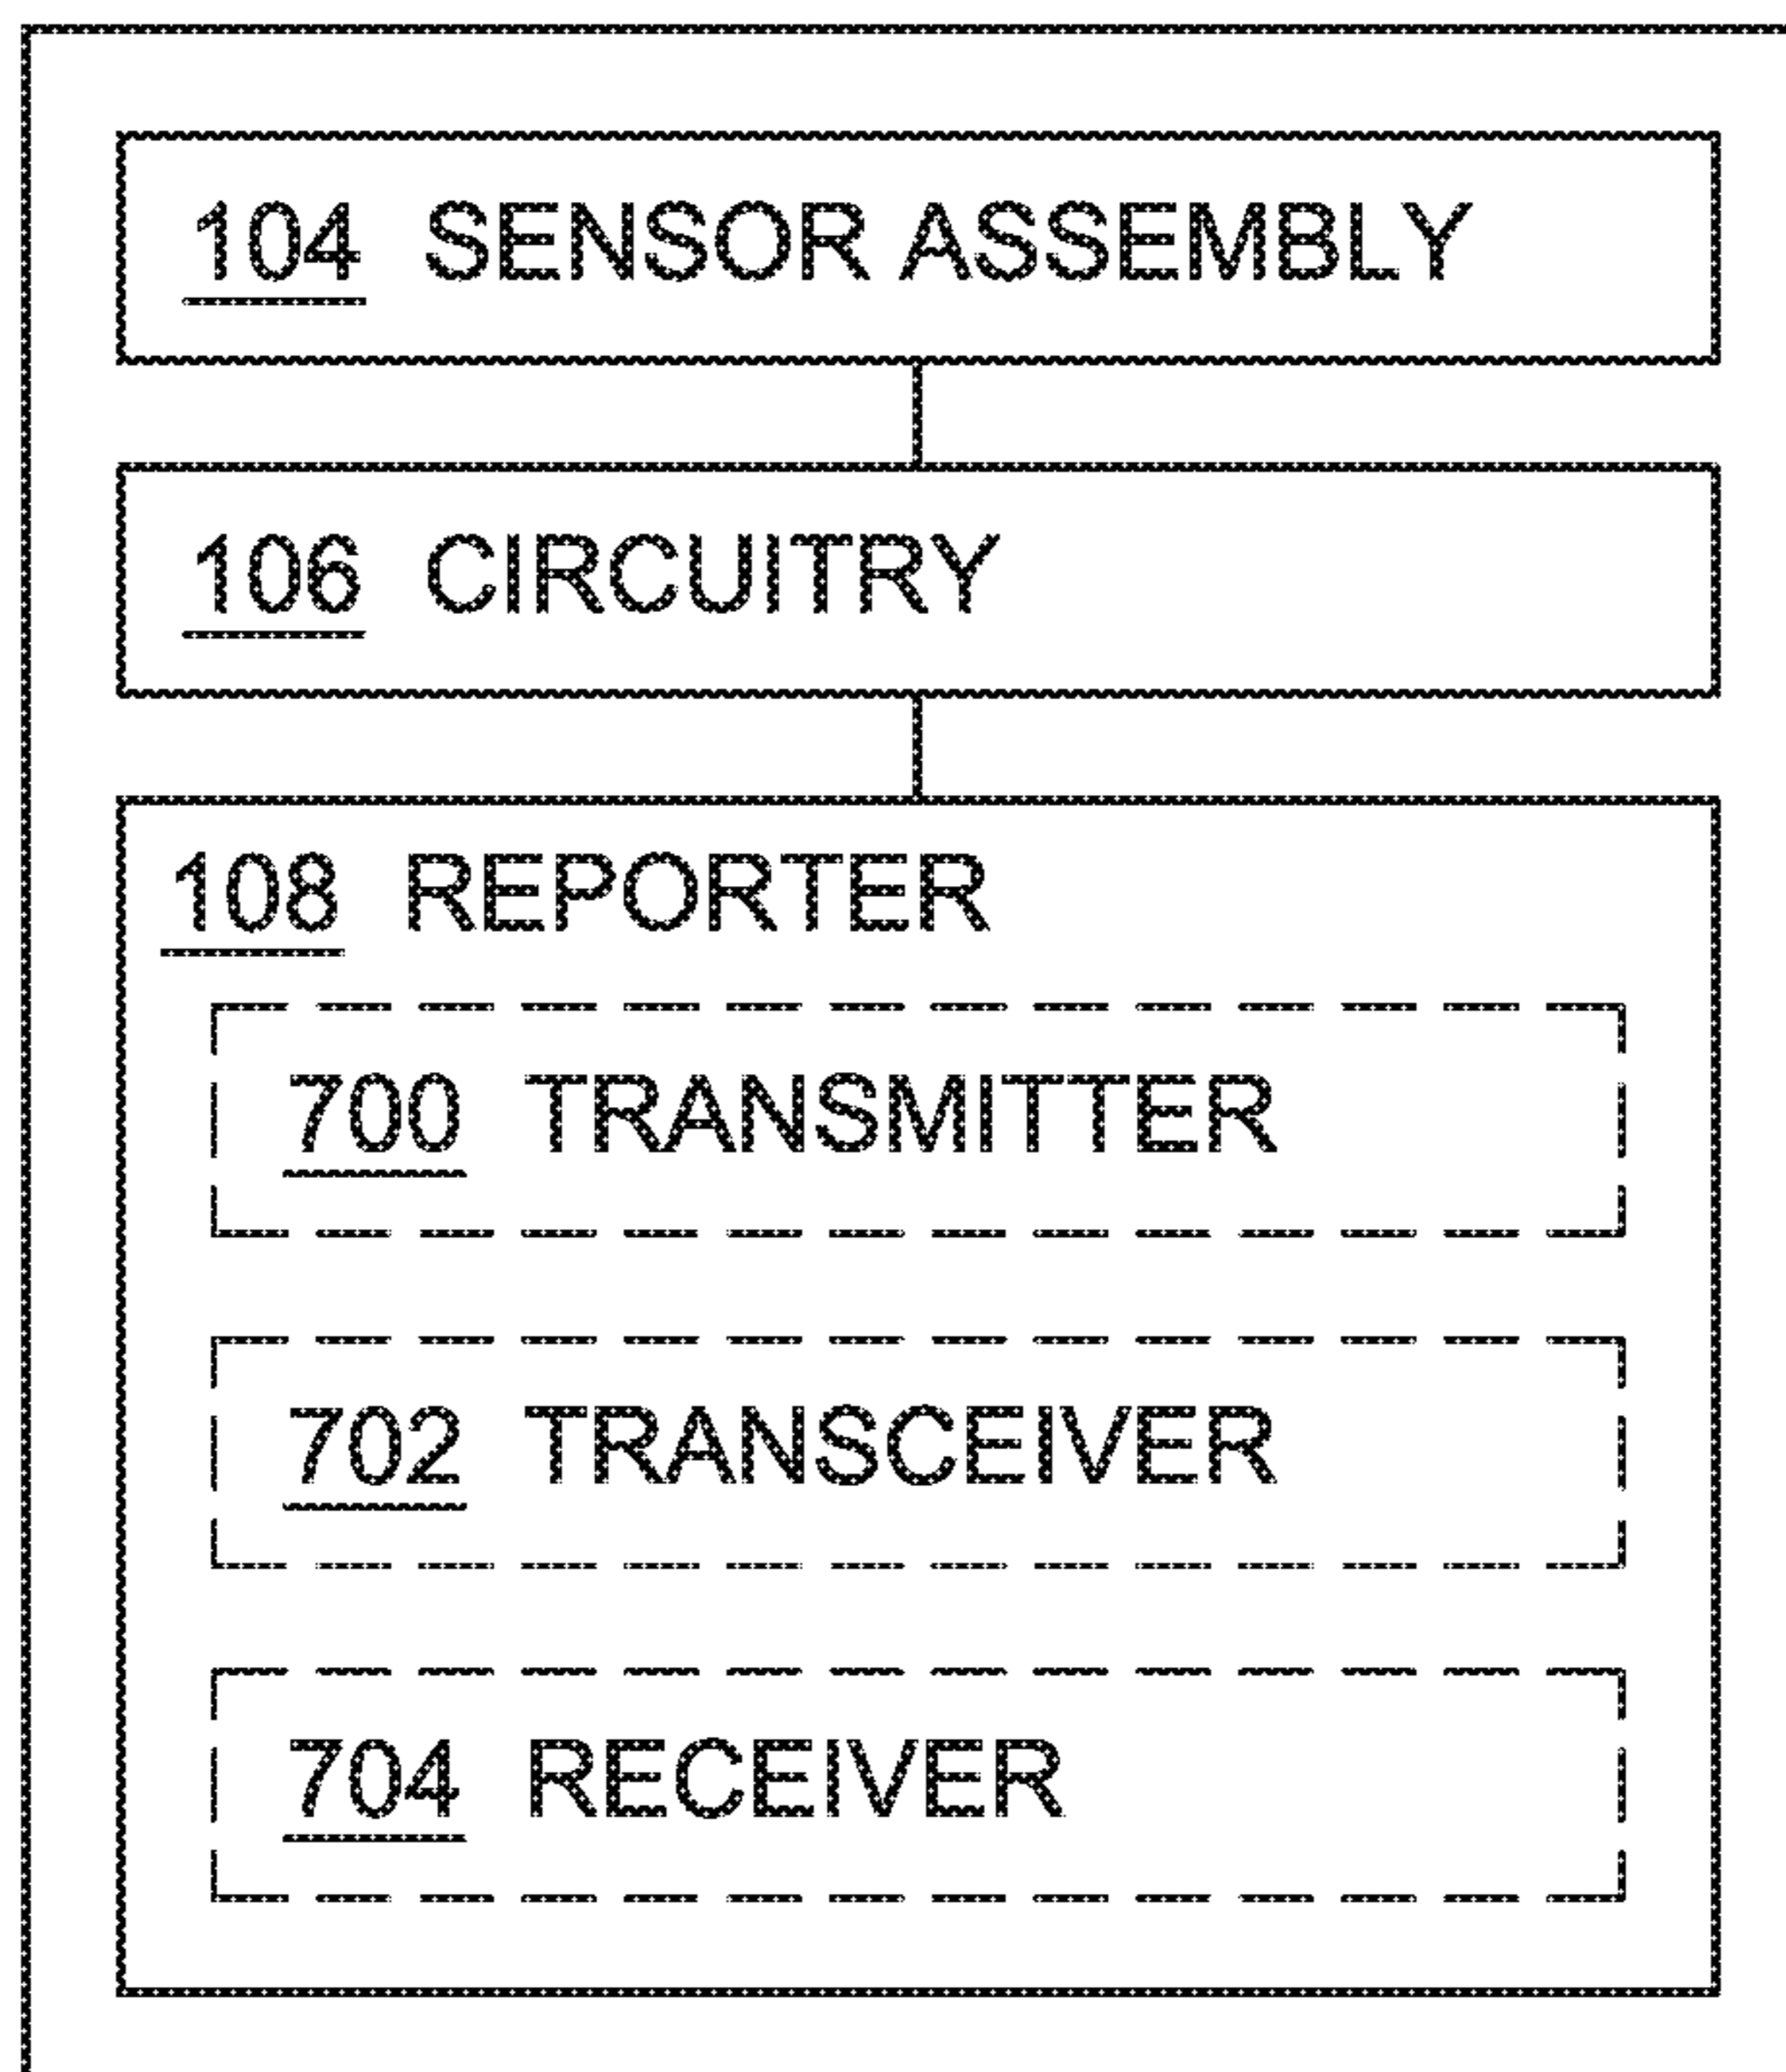 104 SENSOR ASSEMBLY
106 CIRCUITRY
108 REPORTER
700 TRANSMITTER
702 TRANSCEIVER
704 RECEIVER